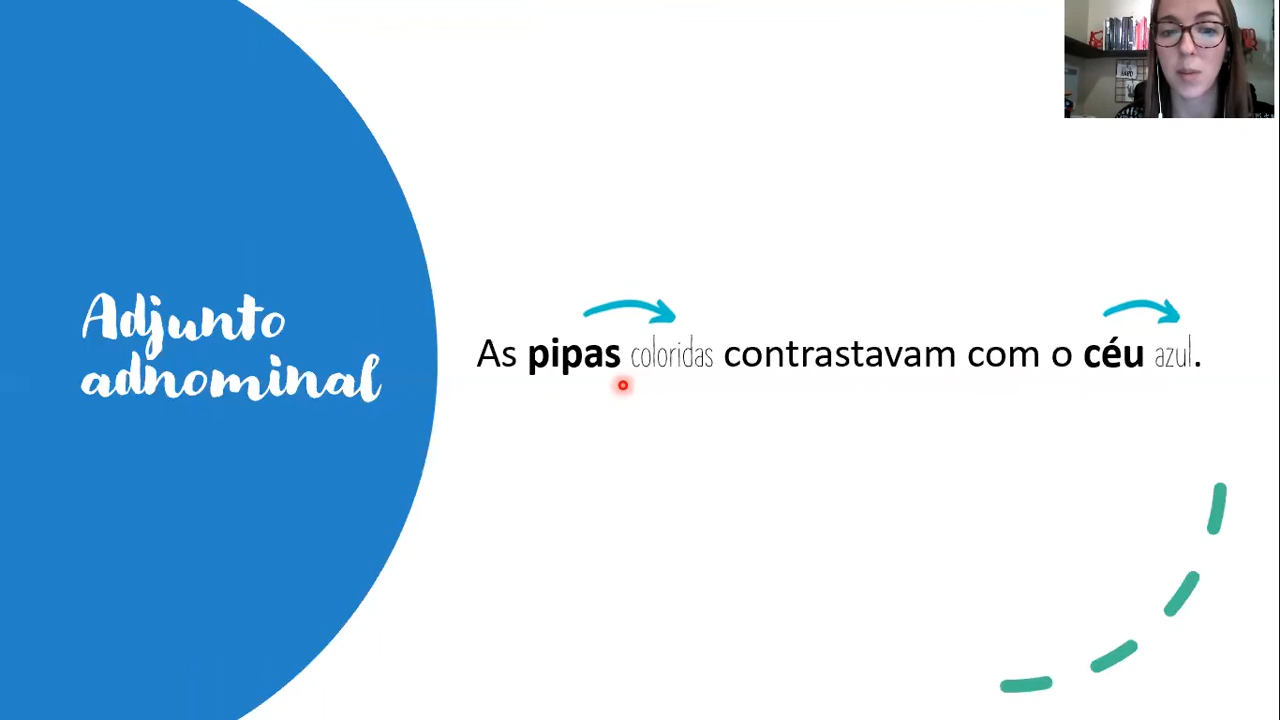 Adjunto
adnominal
As pipas coloridas contrastavam com o céu azul.